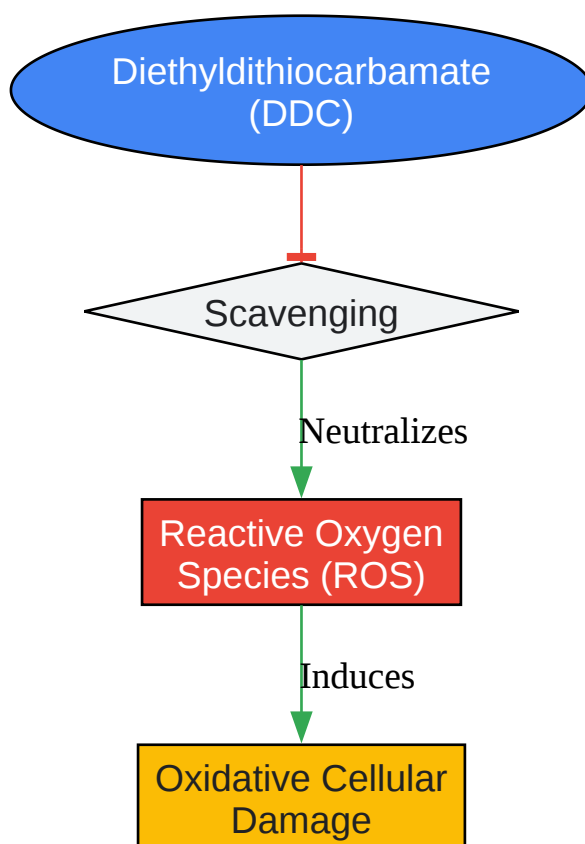 Diethyldithiocarbamate
(DDC)
Scavenging
Neutralizes
Reactive Oxygen
Species (ROS)
Induces
Oxidative Cellular
Damage